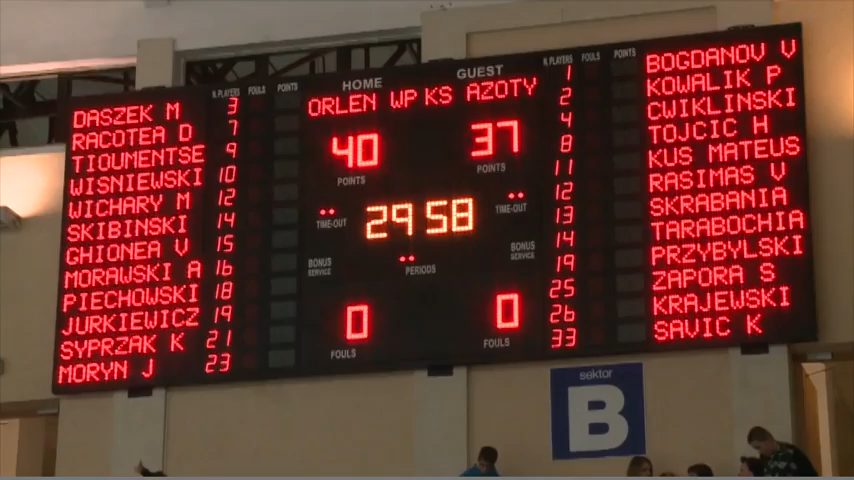 HOME
GUEST
N.PLAYERS FOULS POINTS
N.PLAYERS FOULS POINTS
ORLEN WP KS AZOTY
40
37
POINTS
POINTS
TIME-OUT
29 58
TIME-OUT
BONUS SERVICE
PERIODS
BONUS SERVICE
0
0
FOULS
FOULS
DASZEK M 3
RACOTEA D 7
TIOUMENTSE 9
WISNIEWSKI 10
WICHARY M 12
SKIBINSKI 14
GHIONEA V 15
MORAWSKI A 16
PIECHOWSKI 18
JURKIEWICZ 19
SYPRZAK K 21
MORYN J 23
1 BOGDANOV V
2 KOWALIK P
4 CWIKLINSKI
8 TOJCIC H
11 KUS MATEUS
12 RASIMAS V
13 SKRABANIA
14 TARABOCHIA
19 PRZYBYLSKI
25 ZAPORA S
26 KRAJEWSKI
33 SAVIC K
sektor
B